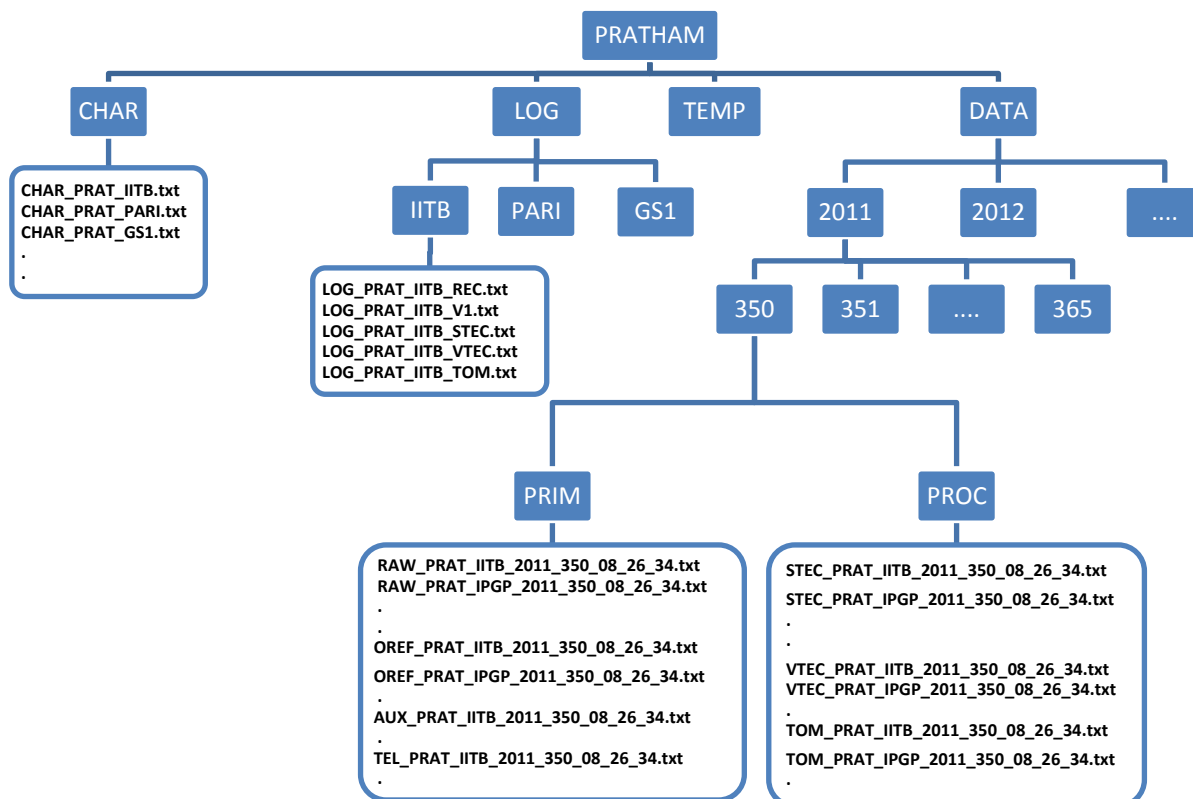 PRATHAM
CHAR
LOG
TEMP
DATA
CHAR_PRAT_IITB.txt
CHAR_PRAT_PARI.txt
CHAR_PRAT_GS1.txt
.
.
IITB
PARI
GS1
2011
2012
....
LOG_PRAT_IITB_REC.txt
LOG_PRAT_IITB_V1.txt
LOG_PRAT_IITB_STEC.txt
LOG_PRAT_IITB_VTEC.txt
LOG_PRAT_IITB_TOM.txt
350
351
....
365
PRIM
PROC
RAW_PRAT_IITB_2011_350_08_26_34.txt
RAW_PRAT_IPGP_2011_350_08_26_34.txt
.
.
OREF_PRAT_IITB_2011_350_08_26_34.txt
OREF_PRAT_IPGP_2011_350_08_26_34.txt
.
AUX_PRAT_IITB_2011_350_08_26_34.txt
.
TEL_PRAT_IITB_2011_350_08_26_34.txt
.
STEC_PRAT_IITB_2011_350_08_26_34.txt
STEC_PRAT_IPGP_2011_350_08_26_34.txt
.
.
VTEC_PRAT_IITB_2011_350_08_26_34.txt
VTEC_PRAT_IPGP_2011_350_08_26_34.txt
.
TOM_PRAT_IITB_2011_350_08_26_34.txt
TOM_PRAT_IPGP_2011_350_08_26_34.txt
.